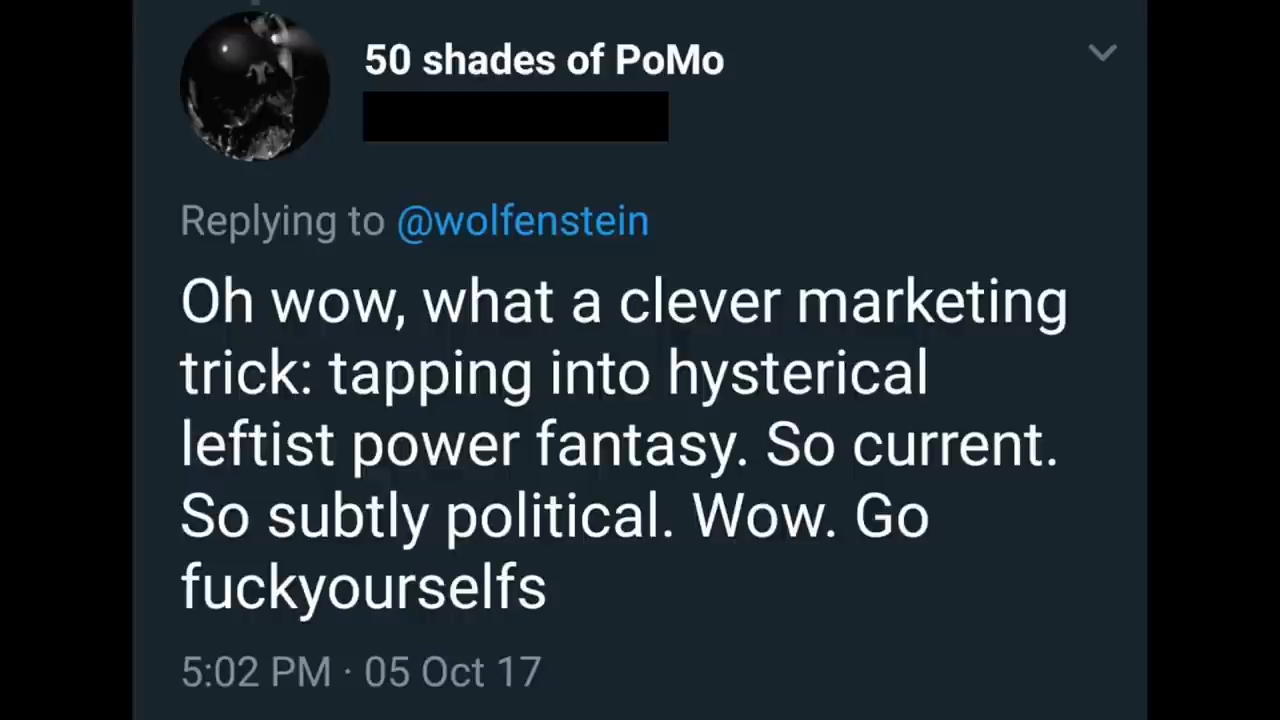 50 shades of PoMo
Replying to @wolfenstein
Oh wow, what a clever marketing
trick: tapping into hysterical
leftist power fantasy. So current.
So subtly political. Wow. Go
fuckyourselfs
5:02 PM · 05 Oct 17